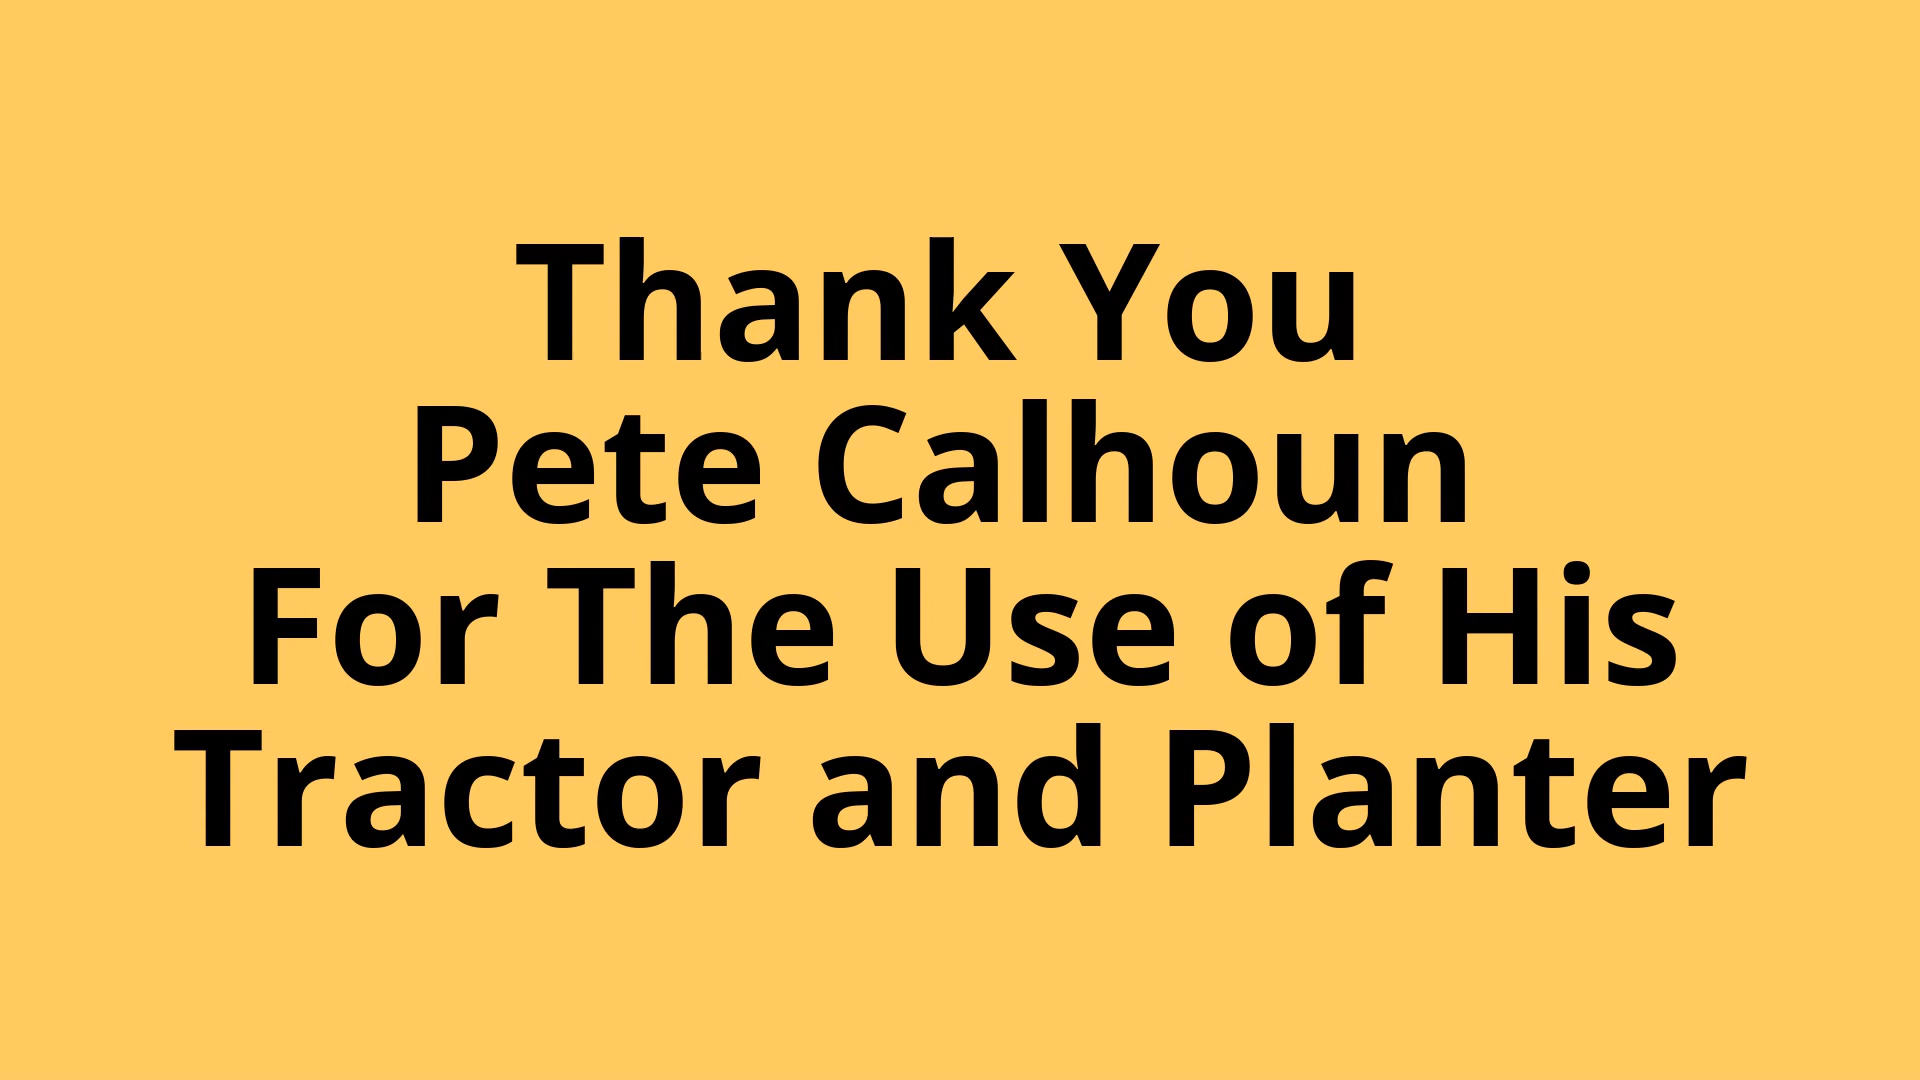 Thank You
Pete Calhoun
For The Use of His
Tractor and Planter